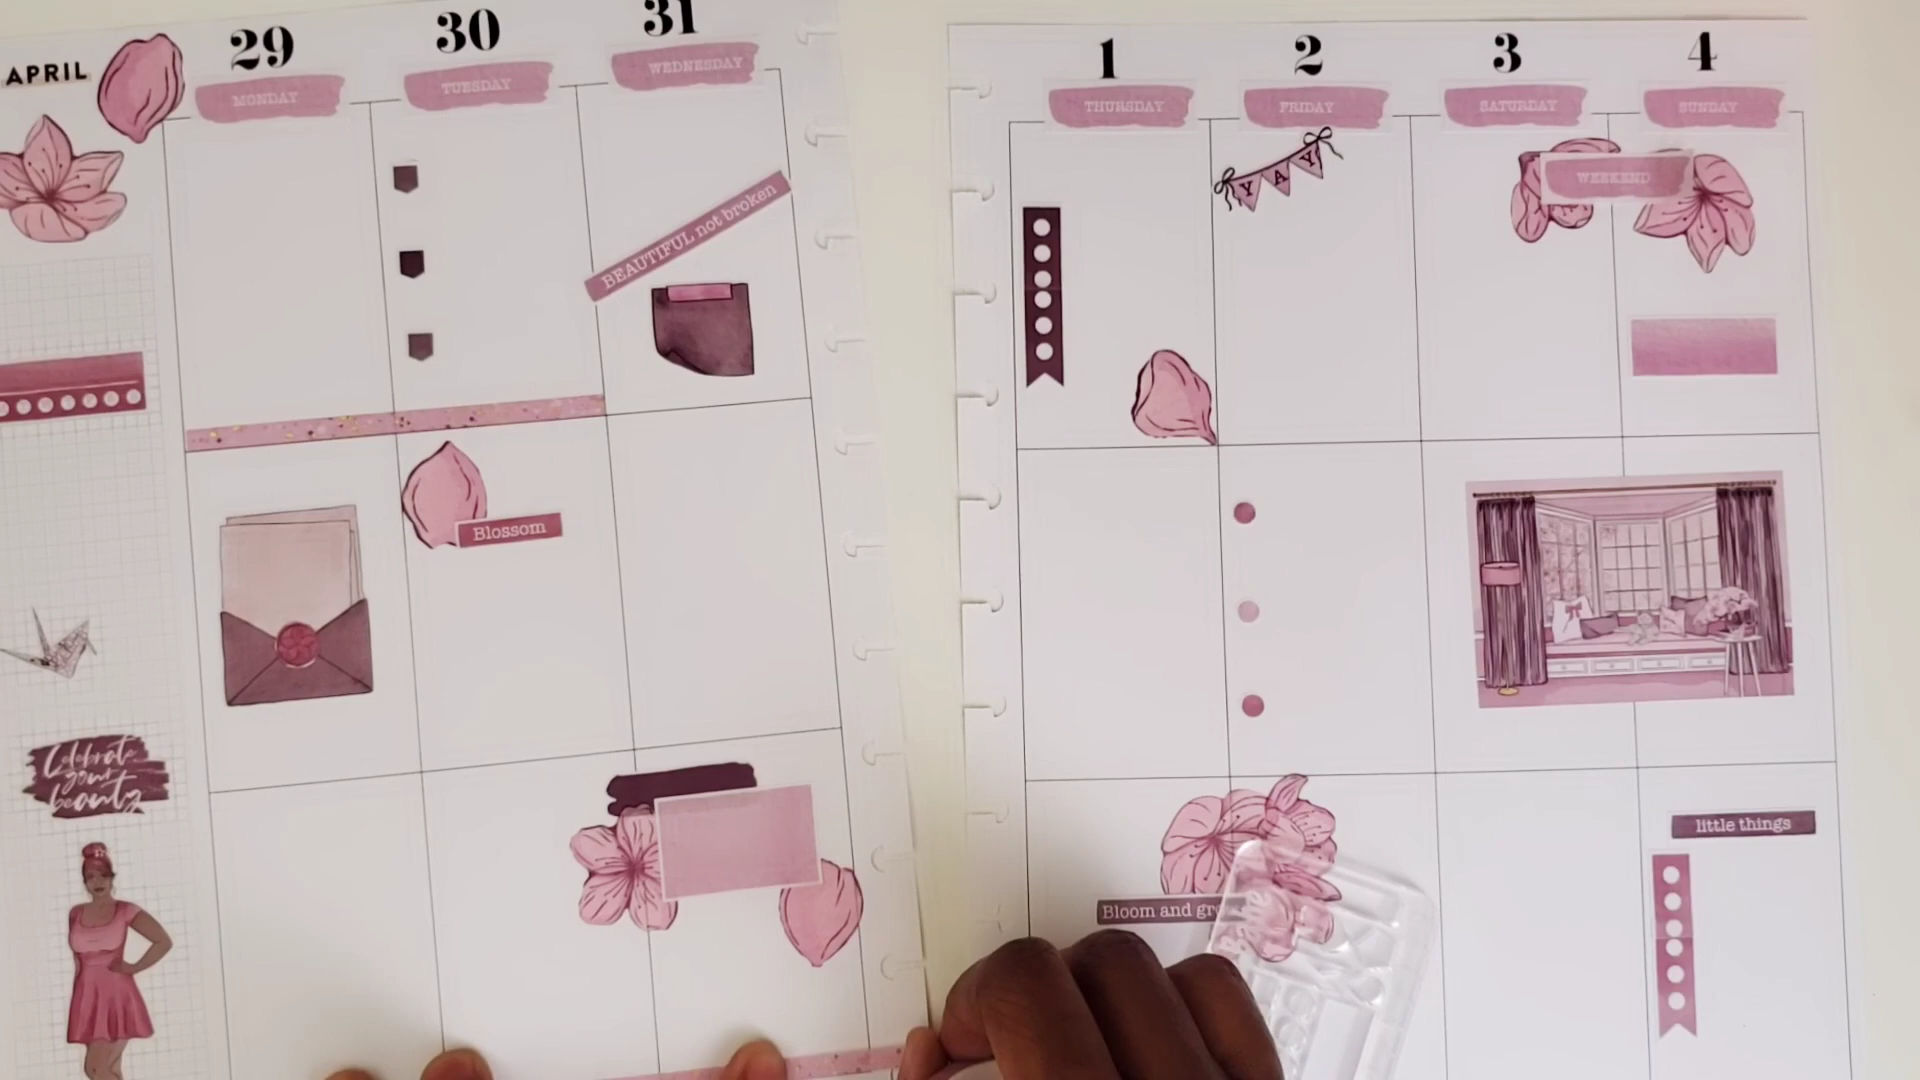 APRIL
29
30
31
MONDAY
TUESDAY
WEDNESDAY
BEAUTIFUL not broken
Blossom
Celebrate
your
beauty
1
2
3
4
THURSDAY
FRIDAY
SATURDAY
SUNDAY
YAY
WEEKEND
little things
Bloom and